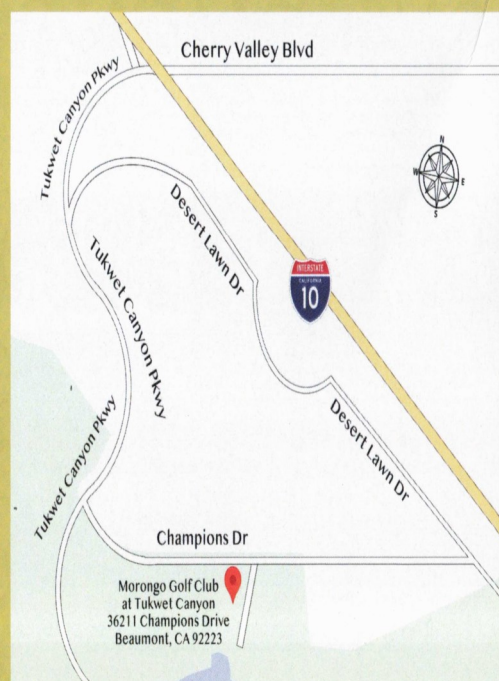 Cherry Valley Blvd
Tukwet Canyon Pkwy
N
W
E
S
Desert Lawn Dr
Tukwet Canyon Pkwy
INTERSTATE
CALIFORNIA
10
Desert Lawn Dr
Tukwet Canyon Pkwy
Champions Dr
Morongo Golf Club
at Tukwet Canyon
36211 Champions Drive
Beaumont, CA 92223